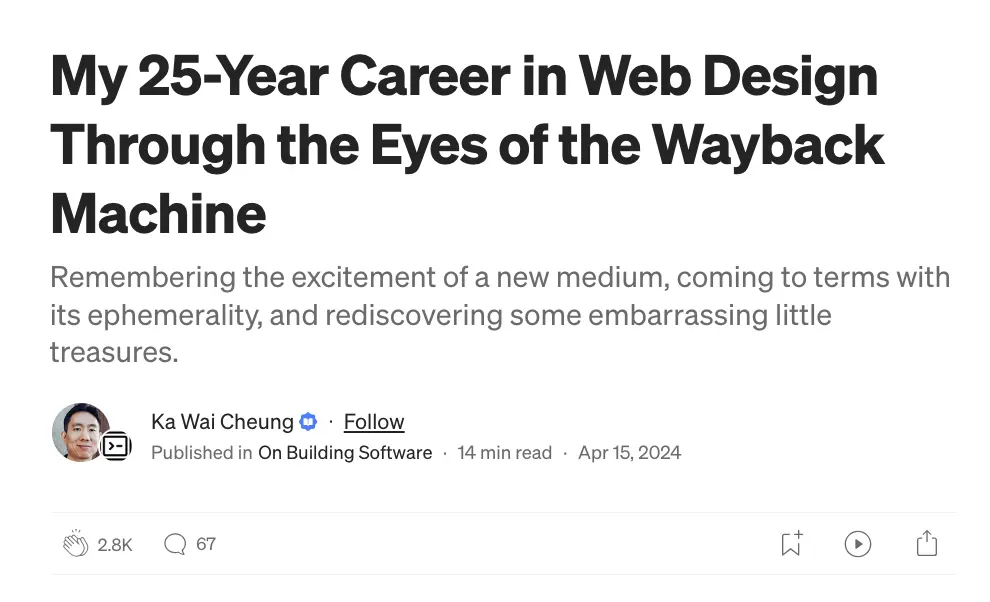 My 25-Year Career in Web Design
Through the Eyes of the Wayback
Machine
Remembering the excitement of a new medium, coming to terms with
its ephemerality, and rediscovering some embarrassing little
treasures.
Ka Wai Cheung · Follow
Published in On Building Software · 14 min read · Apr 15, 2024
2.8K 67